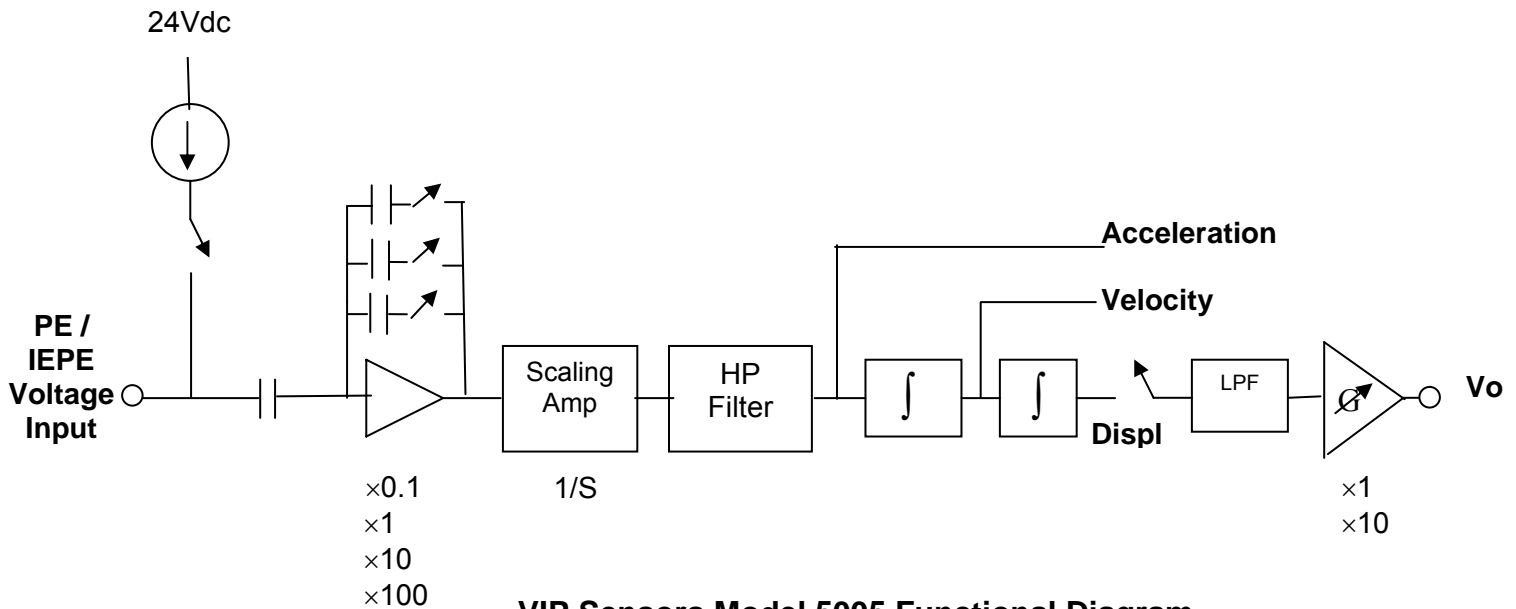 24Vdc
PE /
IEPE
Voltage
Input
Acceleration
Velocity
Scaling
Amp
HP
Filter
∫
∫
Displ
LPF
G
Vo
×0.1
×1
×10
×100
1/S
×1
×10